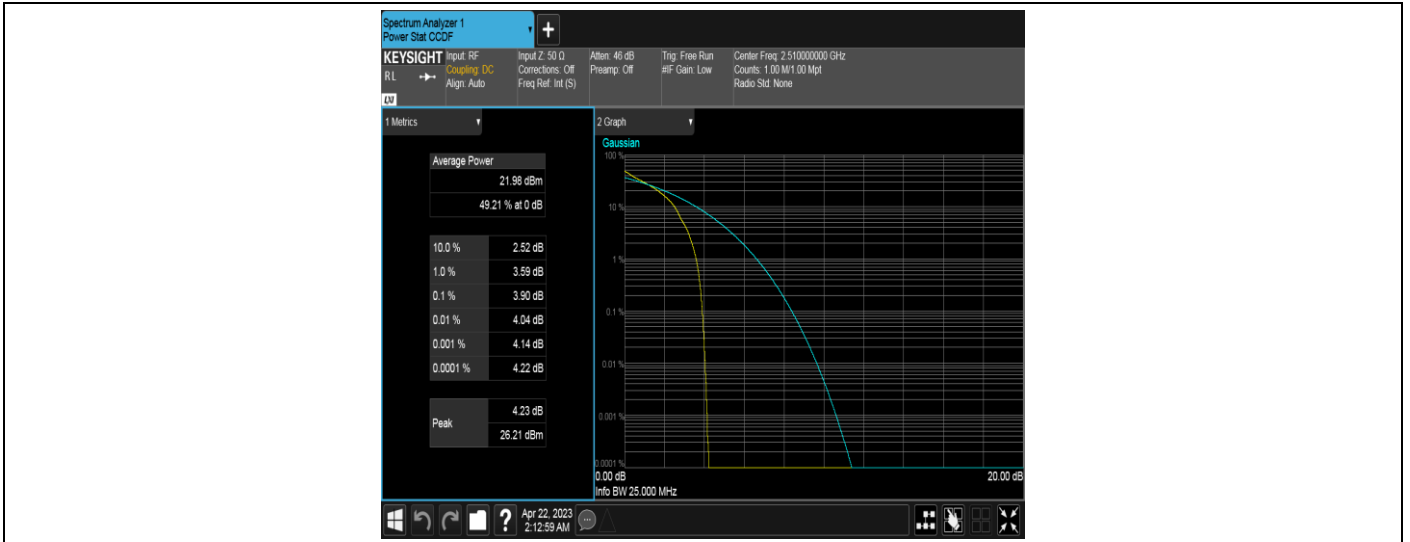 Spectrum Analyzer 1
Power Stat CCDF
+
KEYSIGHT
RL
LXI
Input: RF
Coupling: DC
Align: Auto
Input Z: 50 Ω
Corrections: Off
Freq Ref: Int (S)
Atten: 46 dB
Preamp: Off
Trig: Free Run
#IF Gain: Low
Center Freq: 2.510000000 GHz
Counts: 1.00 M/1.00 Mpt
Radio Std: None
1 Metrics
Average Power
21.98 dBm
49.21 % at 0 dB
10.0 % 2.52 dB
1.0 % 3.59 dB
0.1 % 3.90 dB
0.01 % 4.04 dB
0.001 % 4.14 dB
0.0001 % 4.22 dB
Peak
4.23 dB
26.21 dBm
2 Graph
Gaussian
100 %
10 %
1 %
0.1 %
0.01 %
0.001 %
0.0001 %
0.00 dB 20.00 dB
Info BW 25.000 MHz
?
Apr 22, 2023
2:12:59 AM